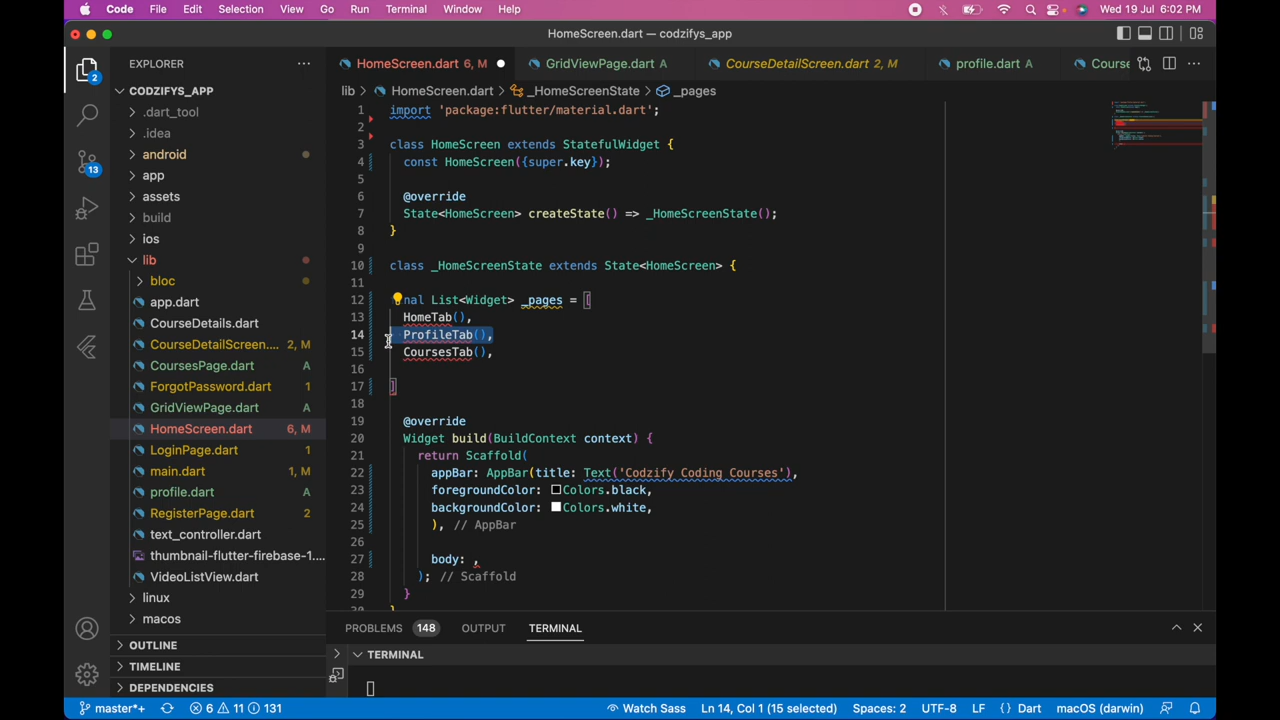 Code File Edit Selection View Go Run Terminal Window Help Wed 19 Jul 6:02 PM
HomeScreen.dart — codzifys_app
EXPLORER
HomeScreen.dart 6, M
GridViewPage.dart A
CourseDetailScreen.dart 2, M
profile.dart A
Course
lib > HomeScreen.dart > _HomeScreenState > _pages
CODZIFYS_APP
.dart_tool
.idea
android
app
assets
build
ios
lib
bloc
app.dart
CourseDetails.dart
CourseDetailScreen.... 2, M
CoursesPage.dart A
ForgotPassword.dart 1
GridViewPage.dart A
HomeScreen.dart 6, M
LoginPage.dart 1
main.dart 1, M
profile.dart A
RegisterPage.dart 2
text_controller.dart
thumbnail-flutter-firebase-1....
VideoListView.dart
linux
macos
OUTLINE
TIMELINE
DEPENDENCIES
2
13
1 import 'package:flutter/material.dart';
2
3 class HomeScreen extends StatefulWidget {
4 const HomeScreen({super.key});
5
6 @override
7 State<HomeScreen> createState() => _HomeScreenState();
8 }
9
10 class _HomeScreenState extends State<HomeScreen> {
11
12 nal List<Widget> _pages = [
13 HomeTab(),
14 ProfileTab(),
15 CoursesTab(),
16
17 ]
18
19 @override
20 Widget build(BuildContext context) {
21 return Scaffold(
22 appBar: AppBar(title: Text('Codzify Coding Courses'),
23 foregroundColor: Colors.black,
24 backgroundColor: Colors.white,
25 ), // AppBar
26
27 body: ,
28 ); // Scaffold
29 }
30 }
PROBLEMS 148 OUTPUT TERMINAL
TERMINAL
master*+ 6 11 131 Watch Sass Ln 14, Col 1 (15 selected) Spaces: 2 UTF-8 LF {} Dart macOS (darwin)